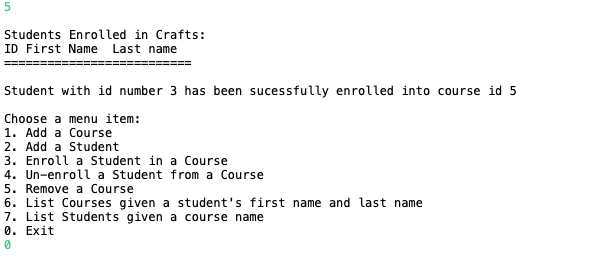 5
Students Enrolled in Crafts:
ID First Name  Last name
==========================
Student with id number 3 has been sucessfully enrolled into course id 5
Choose a menu item:
1. Add a Course
2. Add a Student
3. Enroll a Student in a Course
4. Un-enroll a Student from a Course
5. Remove a Course
6. List Courses given a student's first name and last name
7. List Students given a course name
0. Exit
0